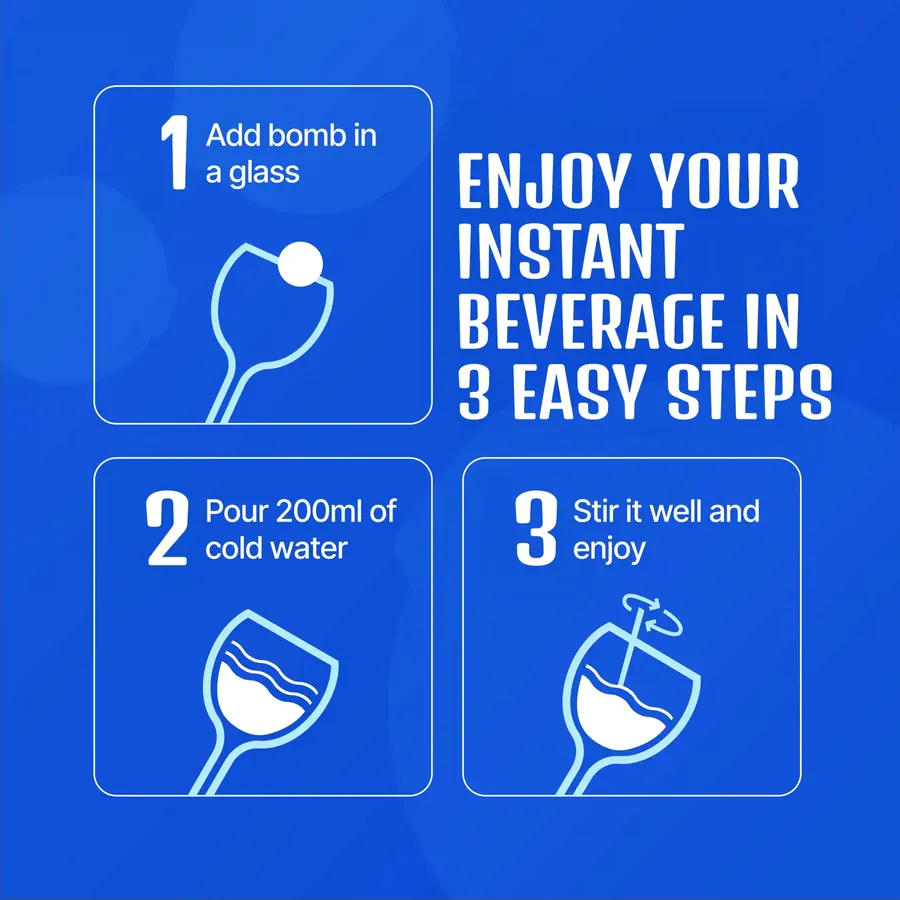 1 Add bomb in
a glass
ENJOY YOUR
INSTANT
BEVERAGE IN
3 EASY STEPS
2 Pour 200ml of
cold water
3 Stir it well and
enjoy